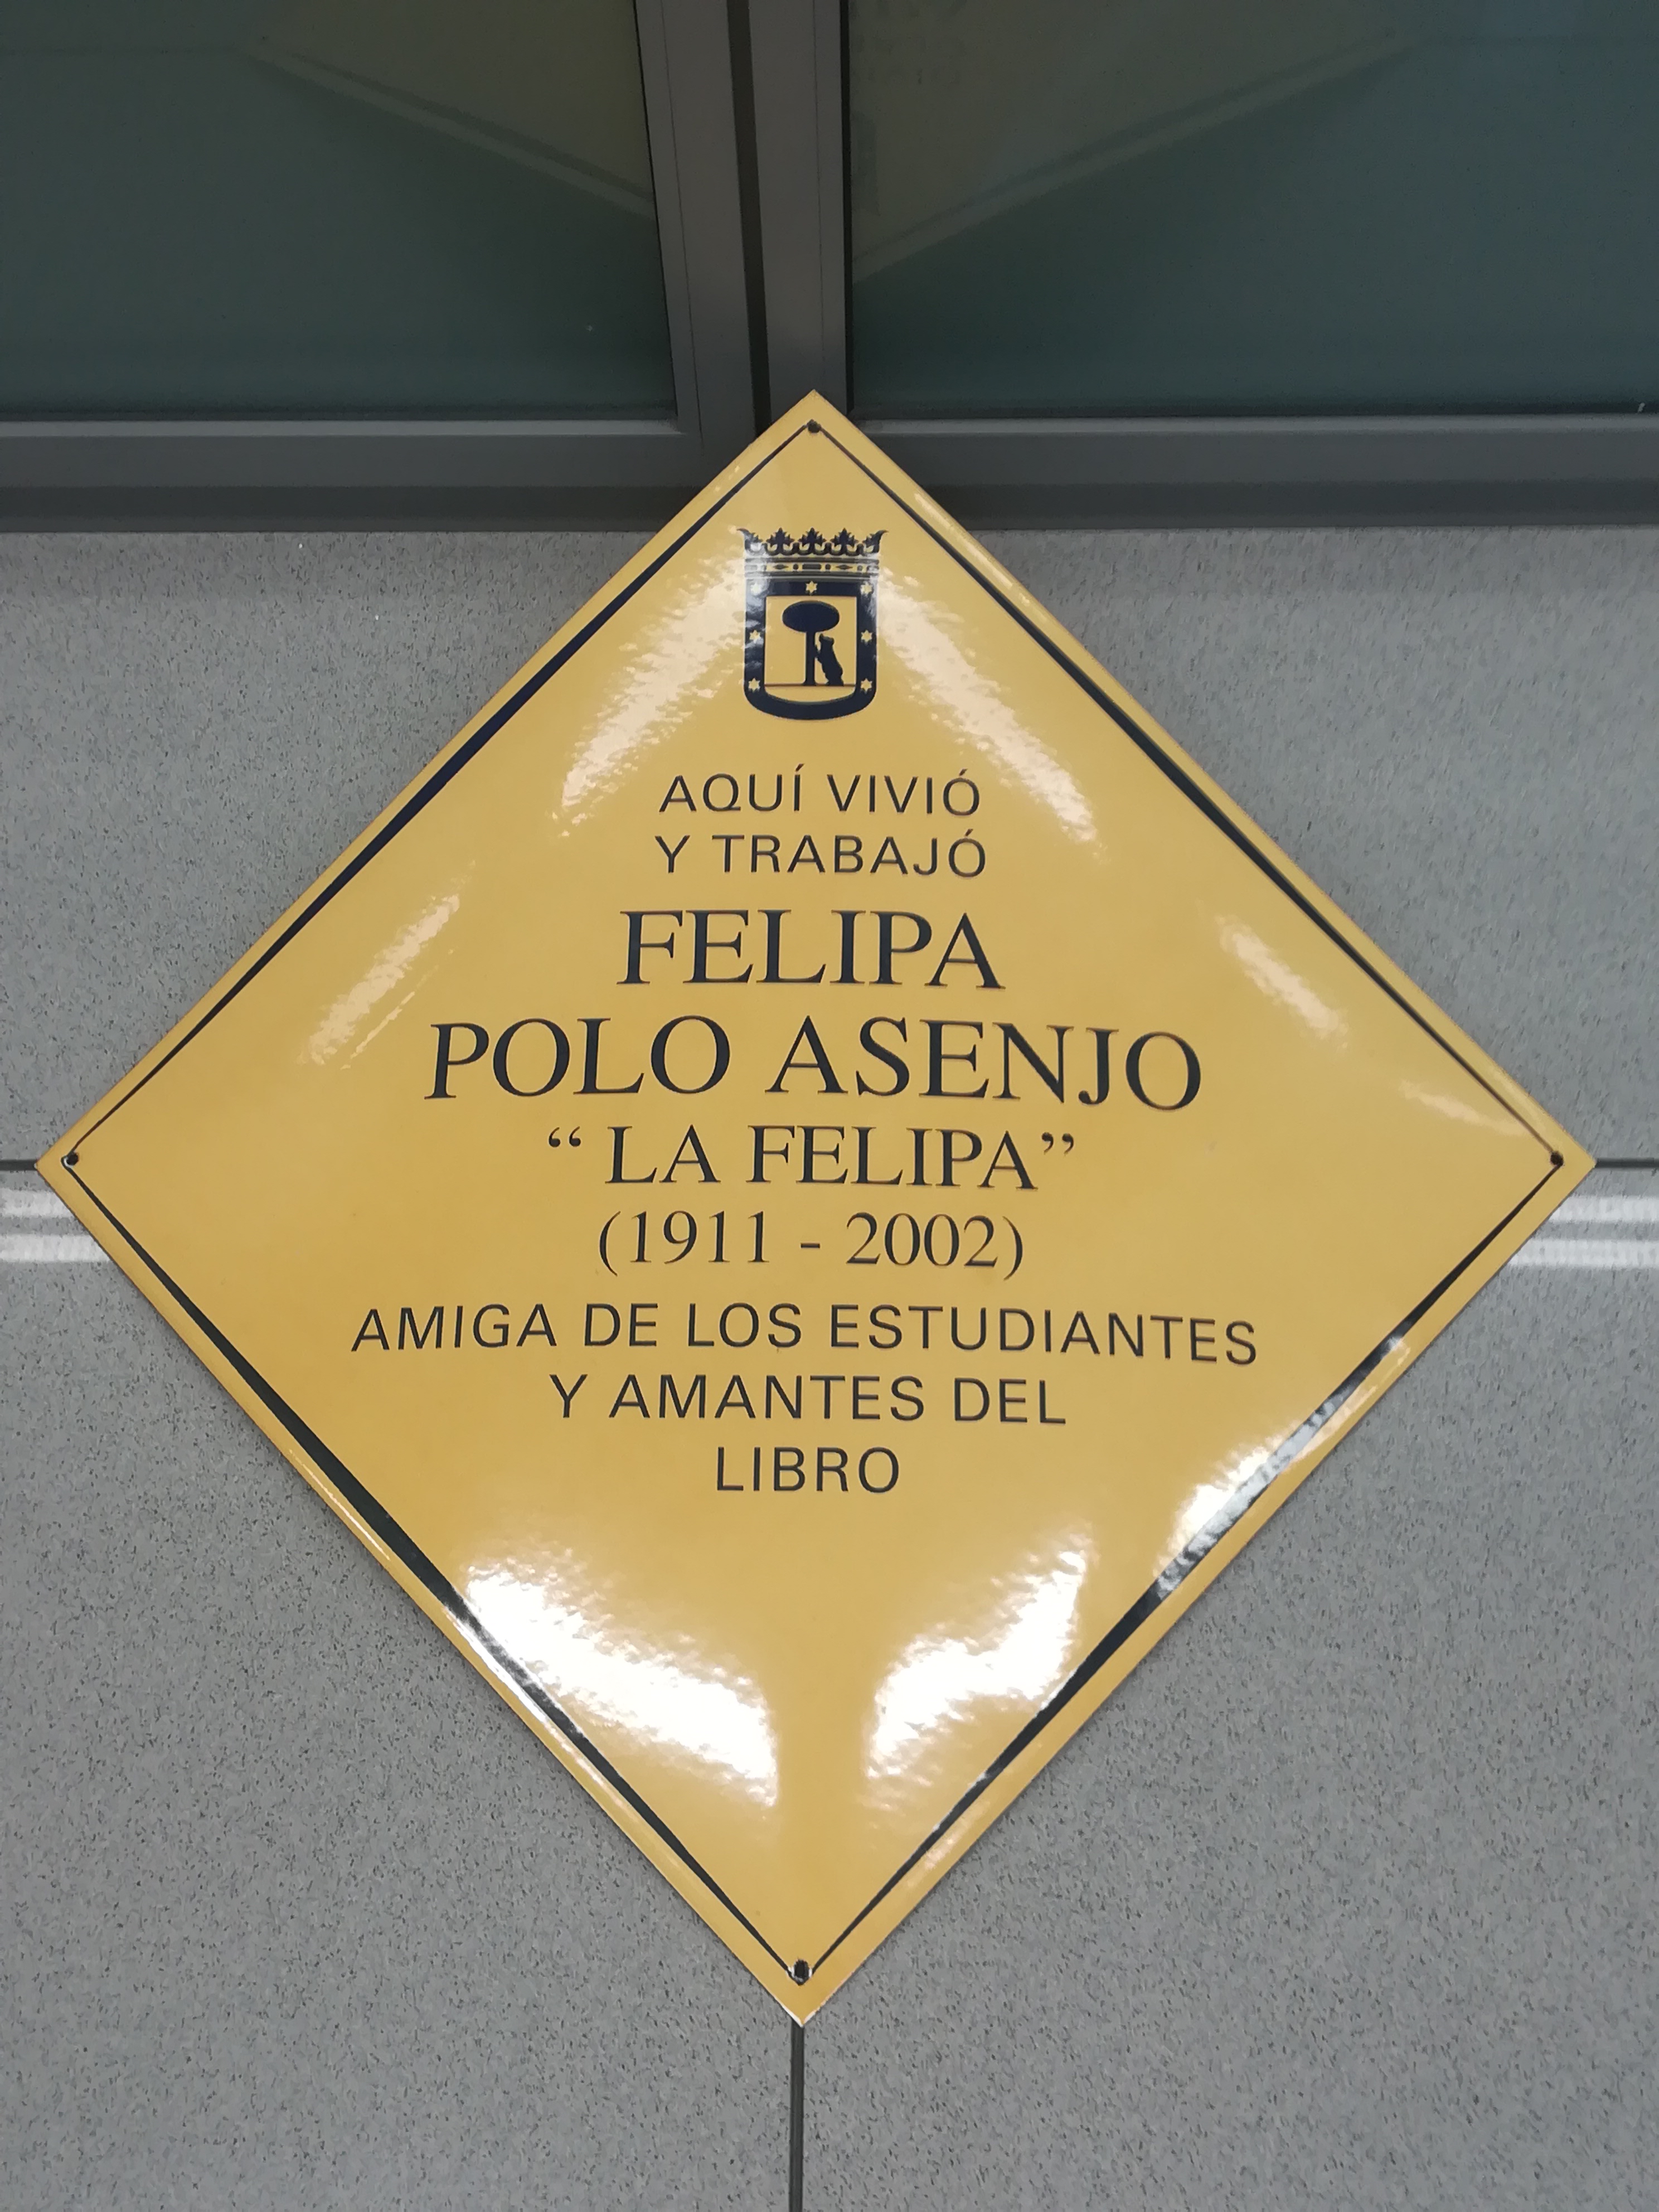 AQUÍ VIVIÓ
Y TRABAJÓ
FELIPA
POLO ASENJO
“LA FELIPA”
(1911 - 2002)
AMIGA DE LOS ESTUDIANTES
Y AMANTES DEL
LIBRO